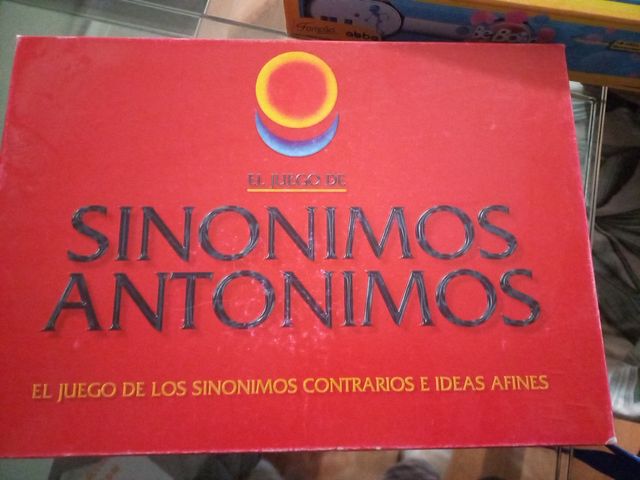 EL JUEGO DE
SINONIMOS
ANTONIMOS
EL JUEGO DE LOS SINONIMOS CONTRARIOS E IDEAS AFINES